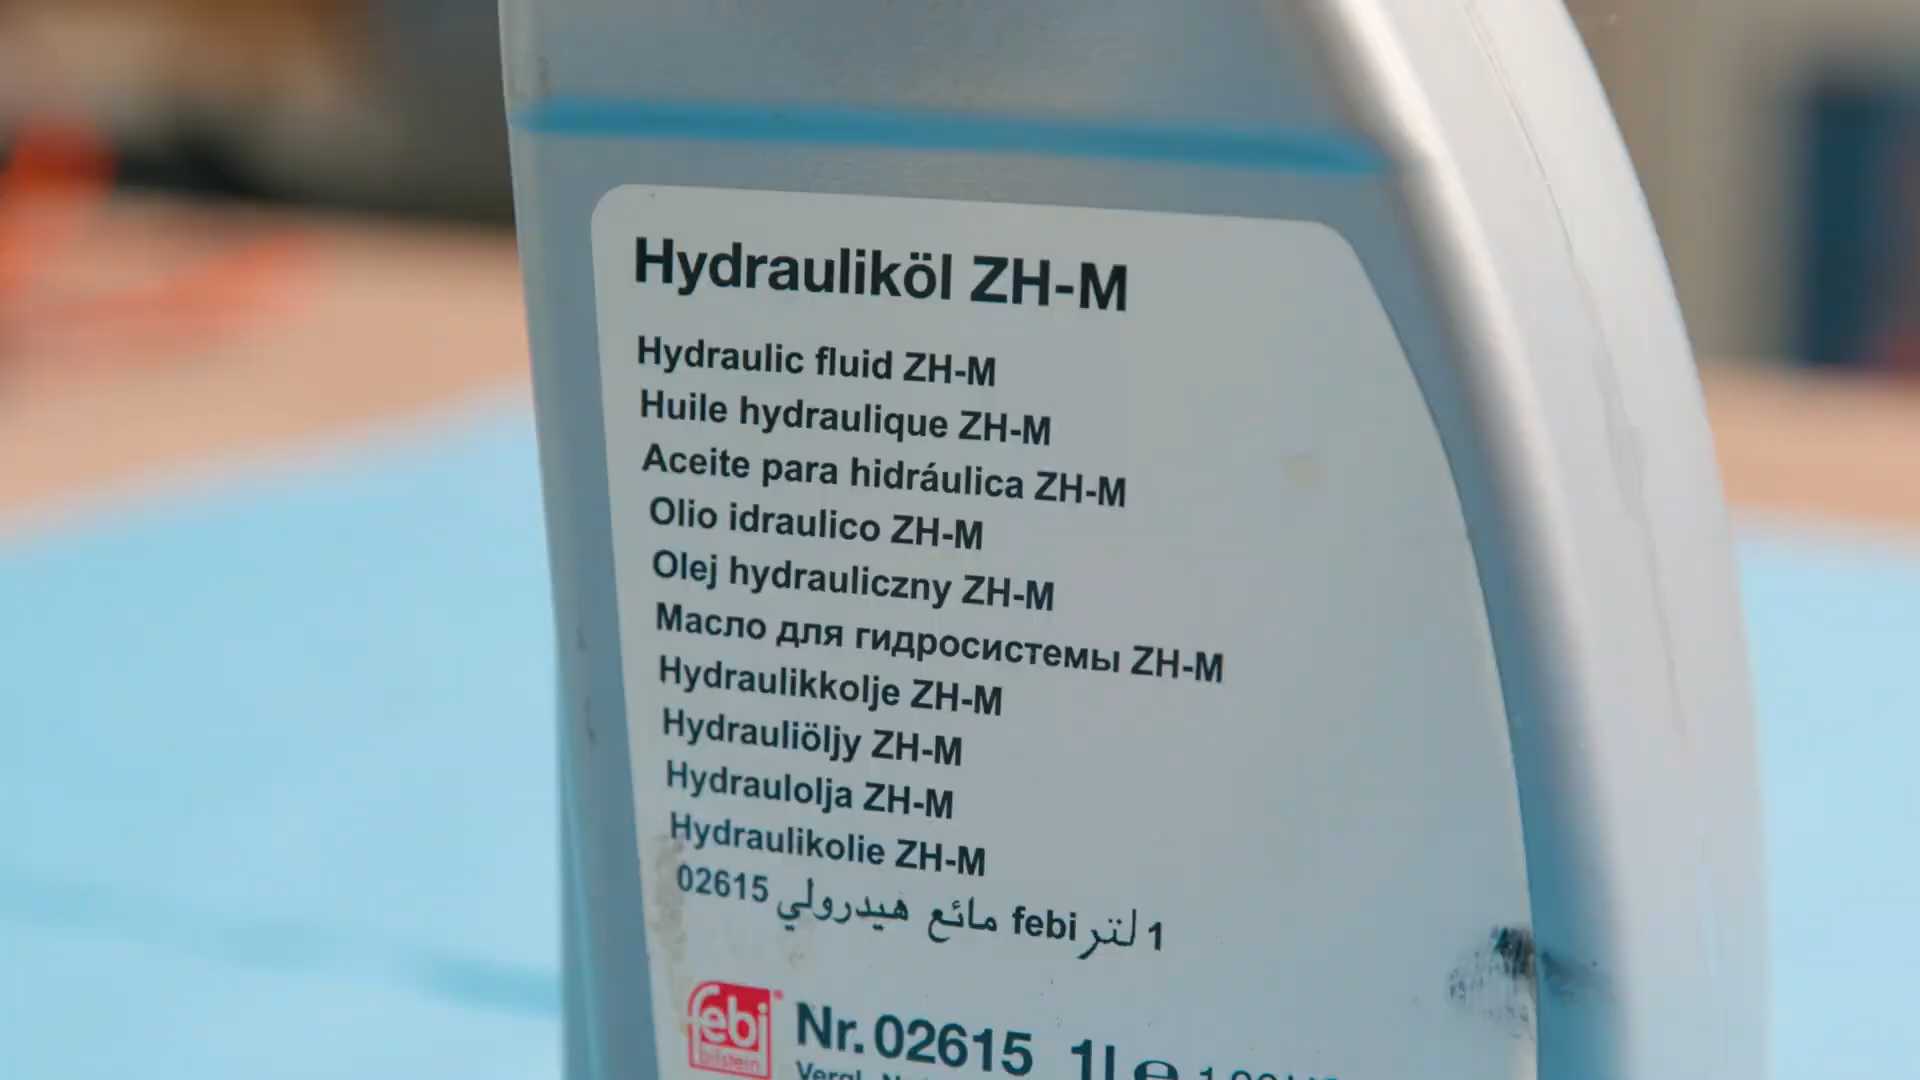 Hydrauliköl ZH-M
Hydraulic fluid ZH-M
Huile hydraulique ZH-M
Aceite para hidráulica ZH-M
Olio idraulico ZH-M
Olej hydrauliczny ZH-M
Масло для гидросистемы ZH-M
Hydraulikkolje ZH-M
Hydrauliöljy ZH-M
Hydraulolja ZH-M
Hydraulikolie ZH-M
1 لتر febi مائع هيدرولي 02615
febi
bilstein
Nr. 02615 1l ℮